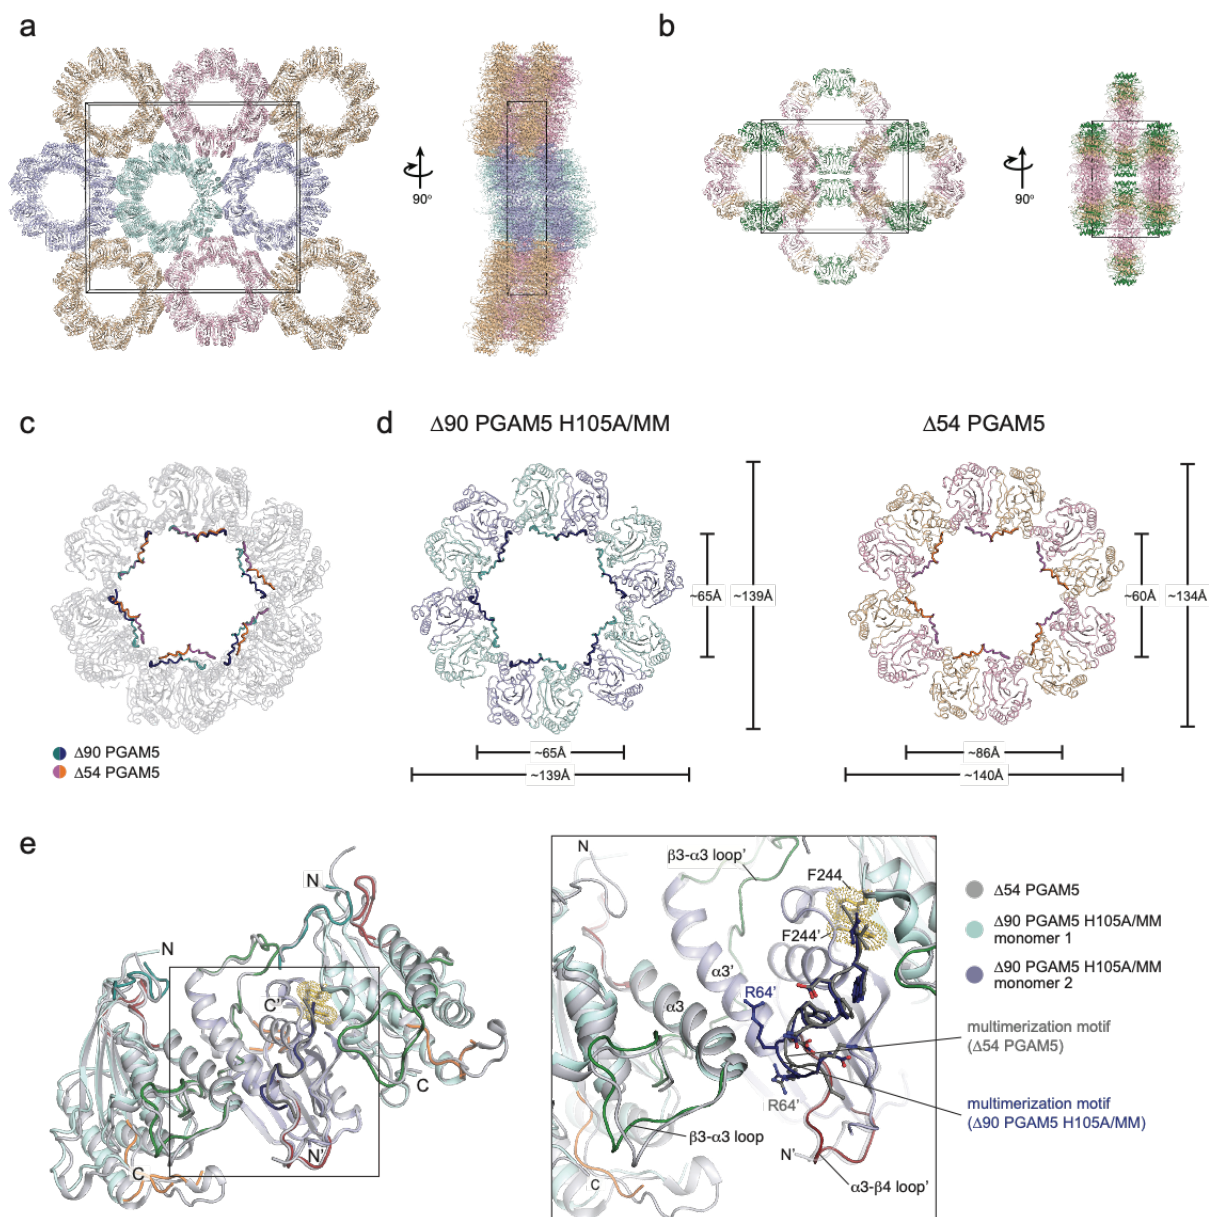 a
b
90°
90°
c
d
Δ90 PGAM5 H105A/MM
Δ54 PGAM5
~65Å
~139Å
~60Å
~134Å
~65Å
~139Å
~86Å
~140Å
Δ90 PGAM5
Δ54 PGAM5
e
N
N
C'
C
N'
C
N
β3-α3 loop'
F244
F244'
α3'
α3
R64'
R64'
β3-α3 loop
N'
C
α3-β4 loop'
Δ54 PGAM5
Δ90 PGAM5 H105A/MM
monomer 1
Δ90 PGAM5 H105A/MM
monomer 2
multimerization motif
(Δ54 PGAM5)
multimerization motif
(Δ90 PGAM5 H105A/MM)